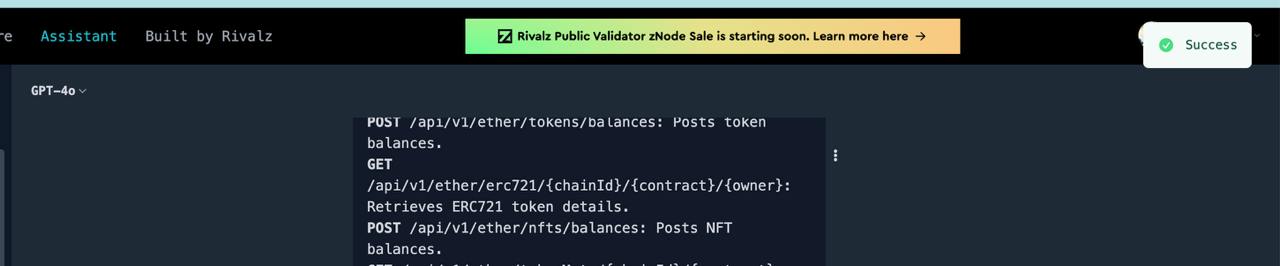 re Assistant Built by Rivalz Rivalz Public Validator zNode Sale is starting soon. Learn more here → Success
GPT-4o
POST /api/v1/ether/tokens/balances: Posts token
balances.
GET
/api/v1/ether/erc721/{chainId}/{contract}/{owner}:
Retrieves ERC721 token details.
POST /api/v1/ether/nfts/balances: Posts NFT
balances.